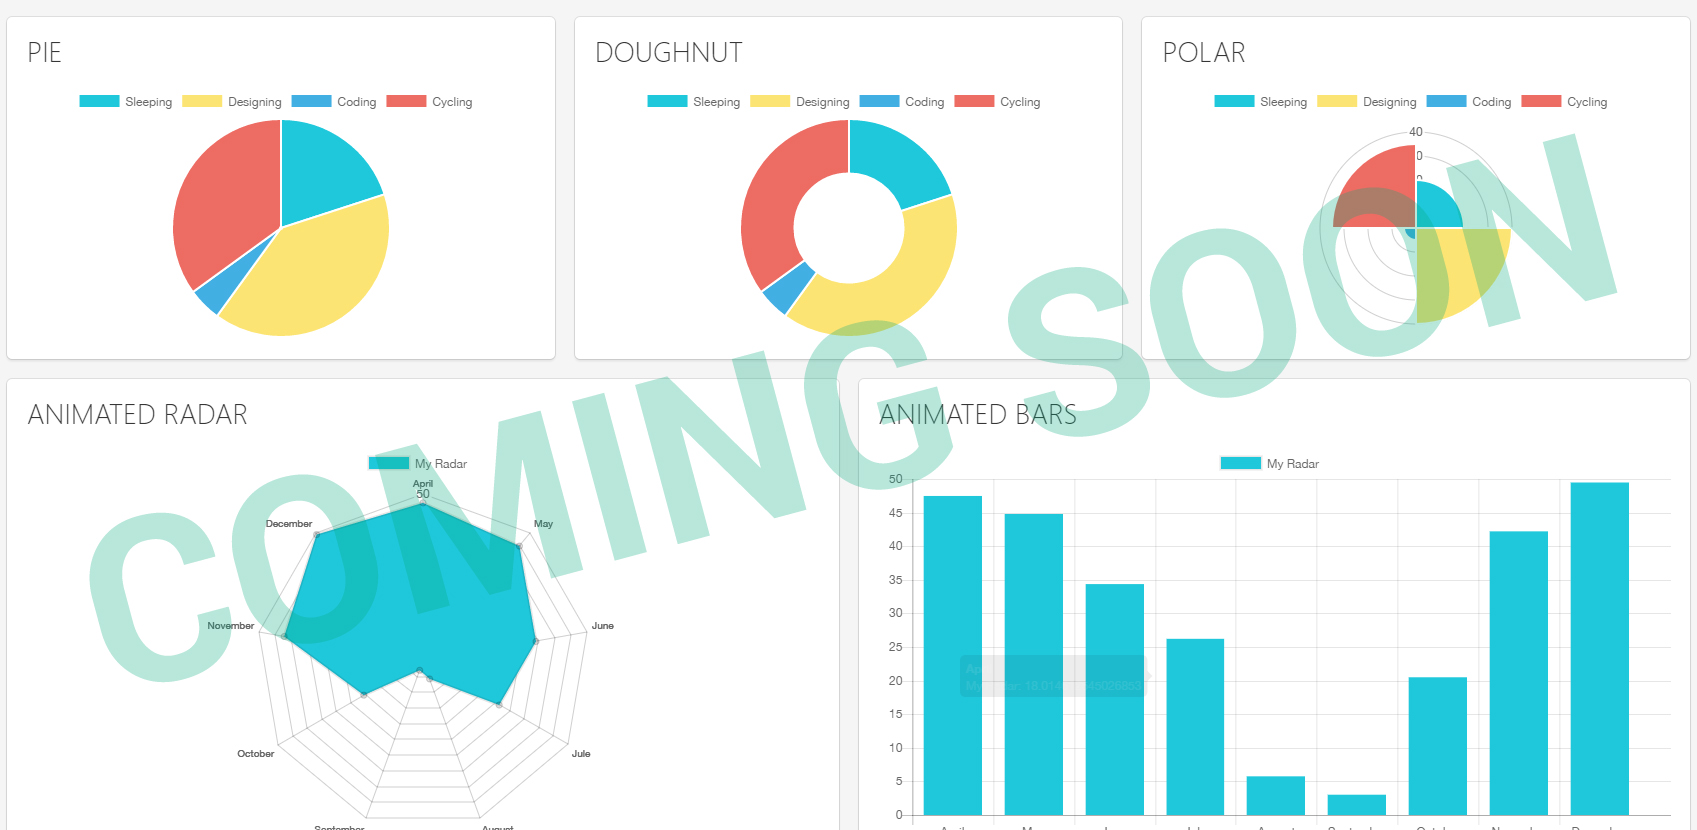 PIE
Sleeping Designing Coding Cycling
DOUGHNUT
Sleeping Designing Coding Cycling
POLAR
Sleeping Designing Coding Cycling
40
COMING SOON
ANIMATED RADAR
My Radar
April
50
December
May
November
June
October
Jule
September
August
ANIMATED BARS
My Radar
50
45
40
35
30
25
20
15
10
5
0